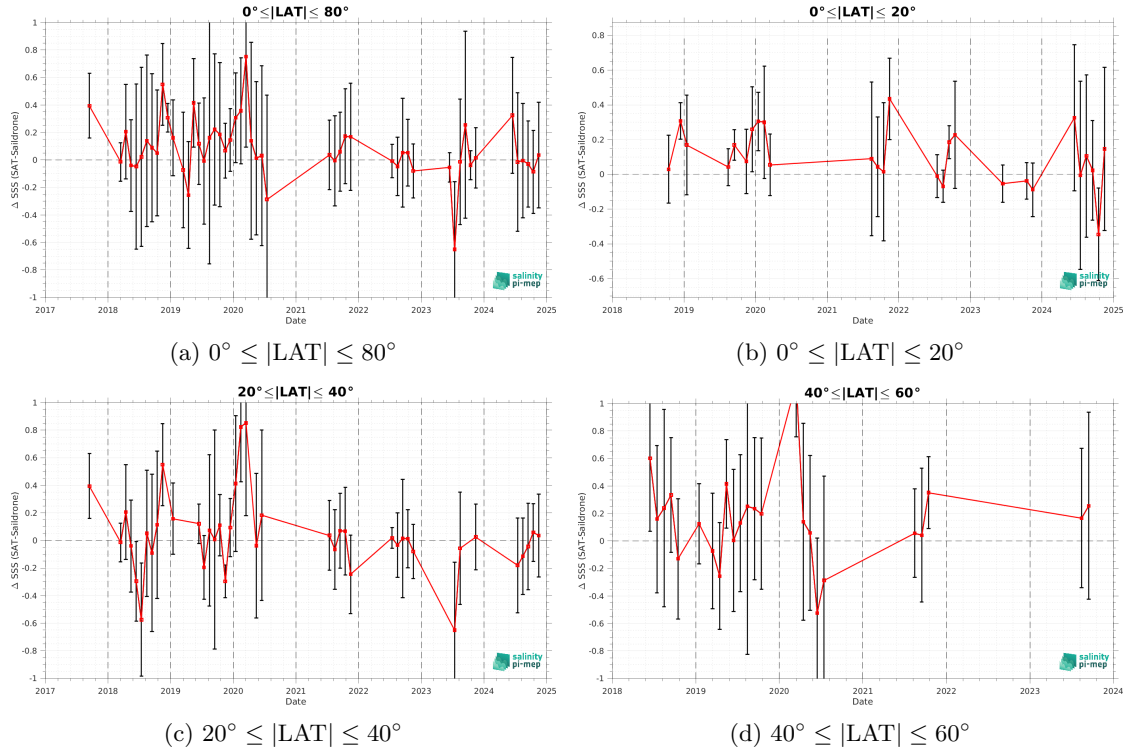 0°≤|LAT|≤ 80°
Δ SSS (SAT-Saildrone)
1
0.8
0.6
0.4
0.2
0
-0.2
-0.4
-0.6
-0.8
-1
2017 2018 2019 2020 2021 2022 2023 2024 2025
Date
salinity
pi-mep
(a) 0° ≤ |LAT| ≤ 80°
0°≤|LAT|≤ 20°
Δ SSS (SAT-Saildrone)
0.8
0.6
0.4
0.2
0
-0.2
-0.4
-0.6
2018 2019 2020 2021 2022 2023 2024 2025
Date
salinity
pi-mep
(b) 0° ≤ |LAT| ≤ 20°
20°≤|LAT|≤ 40°
Δ SSS (SAT-Saildrone)
1
0.8
0.6
0.4
0.2
0
-0.2
-0.4
-0.6
-0.8
-1
2017 2018 2019 2020 2021 2022 2023 2024 2025
Date
salinity
pi-mep
(c) 20° ≤ |LAT| ≤ 40°
40°≤|LAT|≤ 60°
Δ SSS (SAT-Saildrone)
1
0.8
0.6
0.4
0.2
0
-0.2
-0.4
-0.6
-0.8
-1
2018 2019 2020 2021 2022 2023 2024
Date
salinity
pi-mep
(d) 40° ≤ |LAT| ≤ 60°